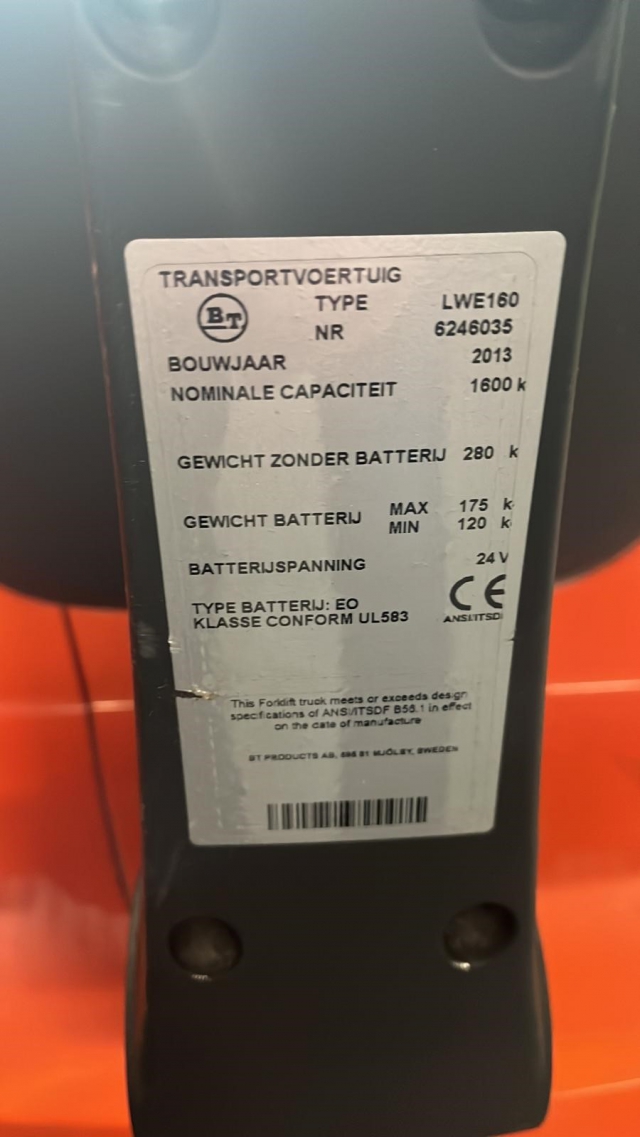 TRANSPORTVOERTUIG
BT
TYPE LWE160
NR 6246035
BOUWJAAR 2013
NOMINALE CAPACITEIT 1600 k
GEWICHT ZONDER BATTERIJ 280 k
GEWICHT BATTERIJ MAX 175 k
MIN 120 k
BATTERIJSPANNING 24 V
TYPE BATTERIJ: EO
KLASSE CONFORM UL583
CE
ANSI/ITSD
This Forklift truck meets or exceeds design
specifications of ANSI/ITSDF B56.1 in effect
on the date of manufacture
BT PRODUCTS AB, 595 81 MJÖLBY, SWEDEN